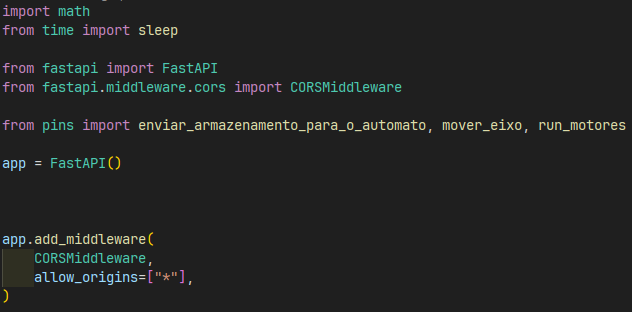 import math
from time import sleep
from fastapi import FastAPI
from fastapi.middleware.cors import CORSMiddleware
from pins import enviar_armazenamento_para_o_automato, mover_eixo, run_motores
app = FastAPI()
app.add_middleware(
    CORSMiddleware,
    allow_origins=["*"],
)